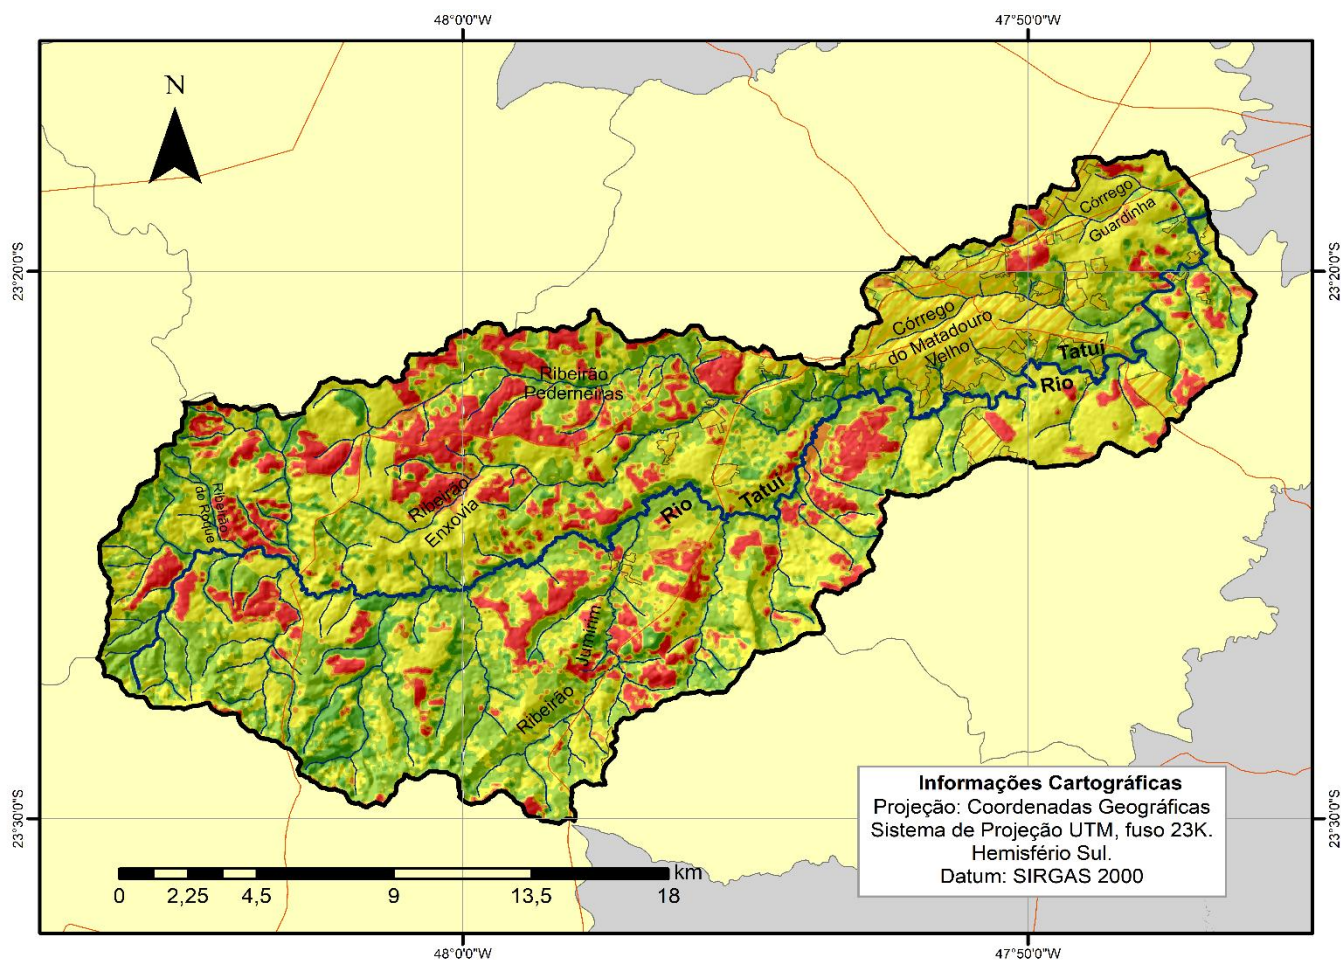 48°0'0"W
47°50'0"W
N
Córrego
Guardinha
23°20'0"S
23°20'0"S
Córrego
do Matadouro
Velho
Tatuí
Rio
Ribeirão
Pederneiras
Ribeirão
do Roque
Ribeirão
Enxovia
Rio
Tatuí
Jumirim
Ribeirão
23°30'0"S
23°30'0"S
Informações Cartográficas
Projeção: Coordenadas Geográficas
Sistema de Projeção UTM, fuso 23K.
Hemisfério Sul.
Datum: SIRGAS 2000
km
0
2,25
4,5
9
13,5
18
48°0'0"W
47°50'0"W